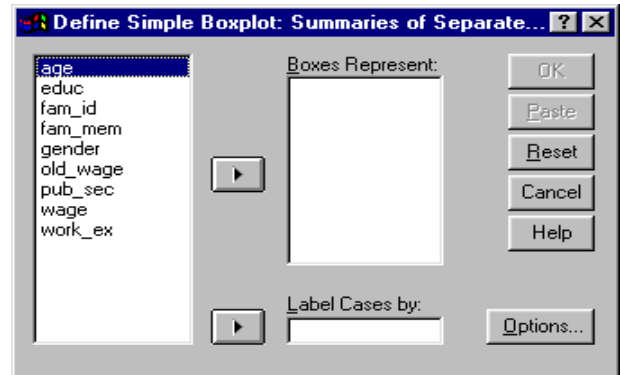 Define Simple Boxplot: Summaries of Separate...
age
educ
fam_id
fam_mem
gender
old_wage
pub_sec
wage
work_ex
Boxes Represent:
Label Cases by:
OK
Paste
Reset
Cancel
Help
Options...